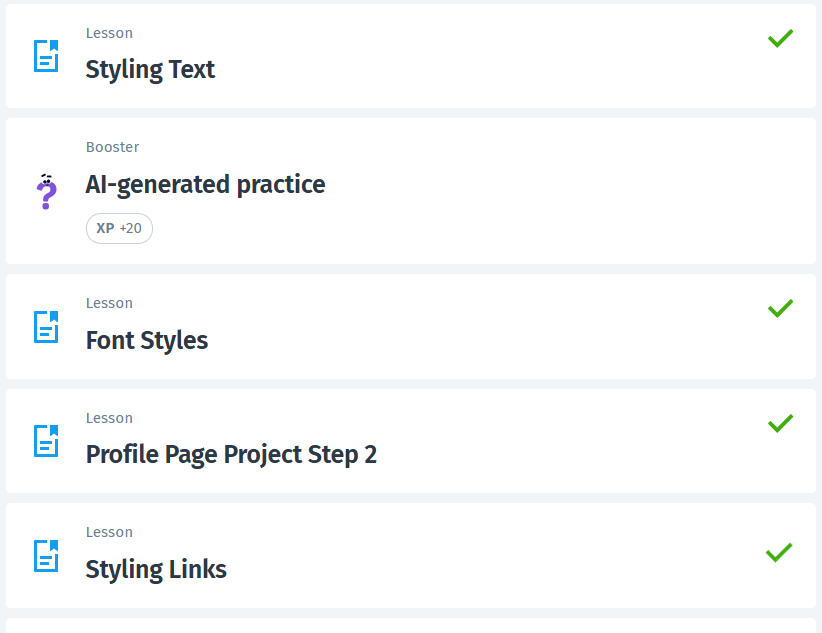 Lesson
Styling Text
Booster
AI-generated practice
XP +20
Lesson
Font Styles
Lesson
Profile Page Project Step 2
Lesson
Styling Links